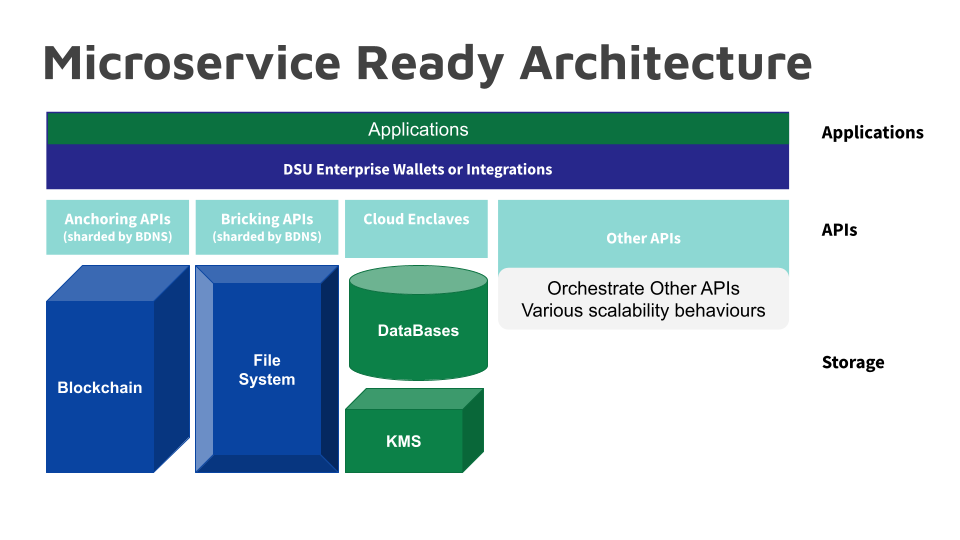 Microservice Ready Architecture
Applications
Applications
DSU Enterprise Wallets or Integrations
Anchoring APIs
(sharded by BDNS)
Bricking APIs
(sharded by BDNS)
Cloud Enclaves
Other APIs
APIs
Orchestrate Other APIs
Various scalability behaviours
Blockchain
File
System
DataBases
KMS
Storage